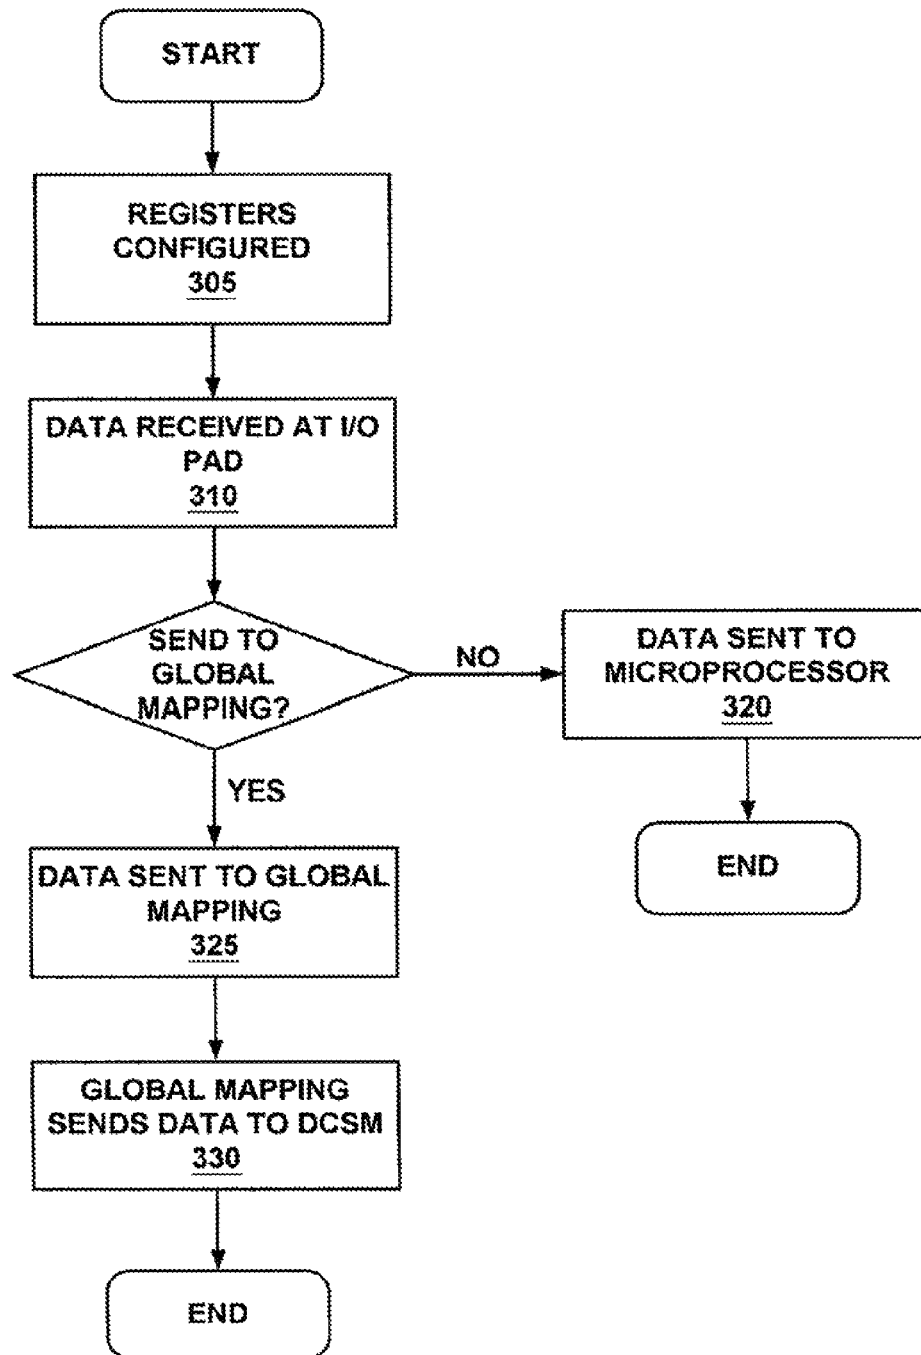 START
REGISTERS
CONFIGURED
305
DATA RECEIVED AT I/O
PAD
310
SEND TO
GLOBAL
MAPPING?
NO
DATA SENT TO
MICROPROCESSOR
320
END
YES
DATA SENT TO GLOBAL
MAPPING
325
GLOBAL MAPPING
SENDS DATA TO DCSM
330
END